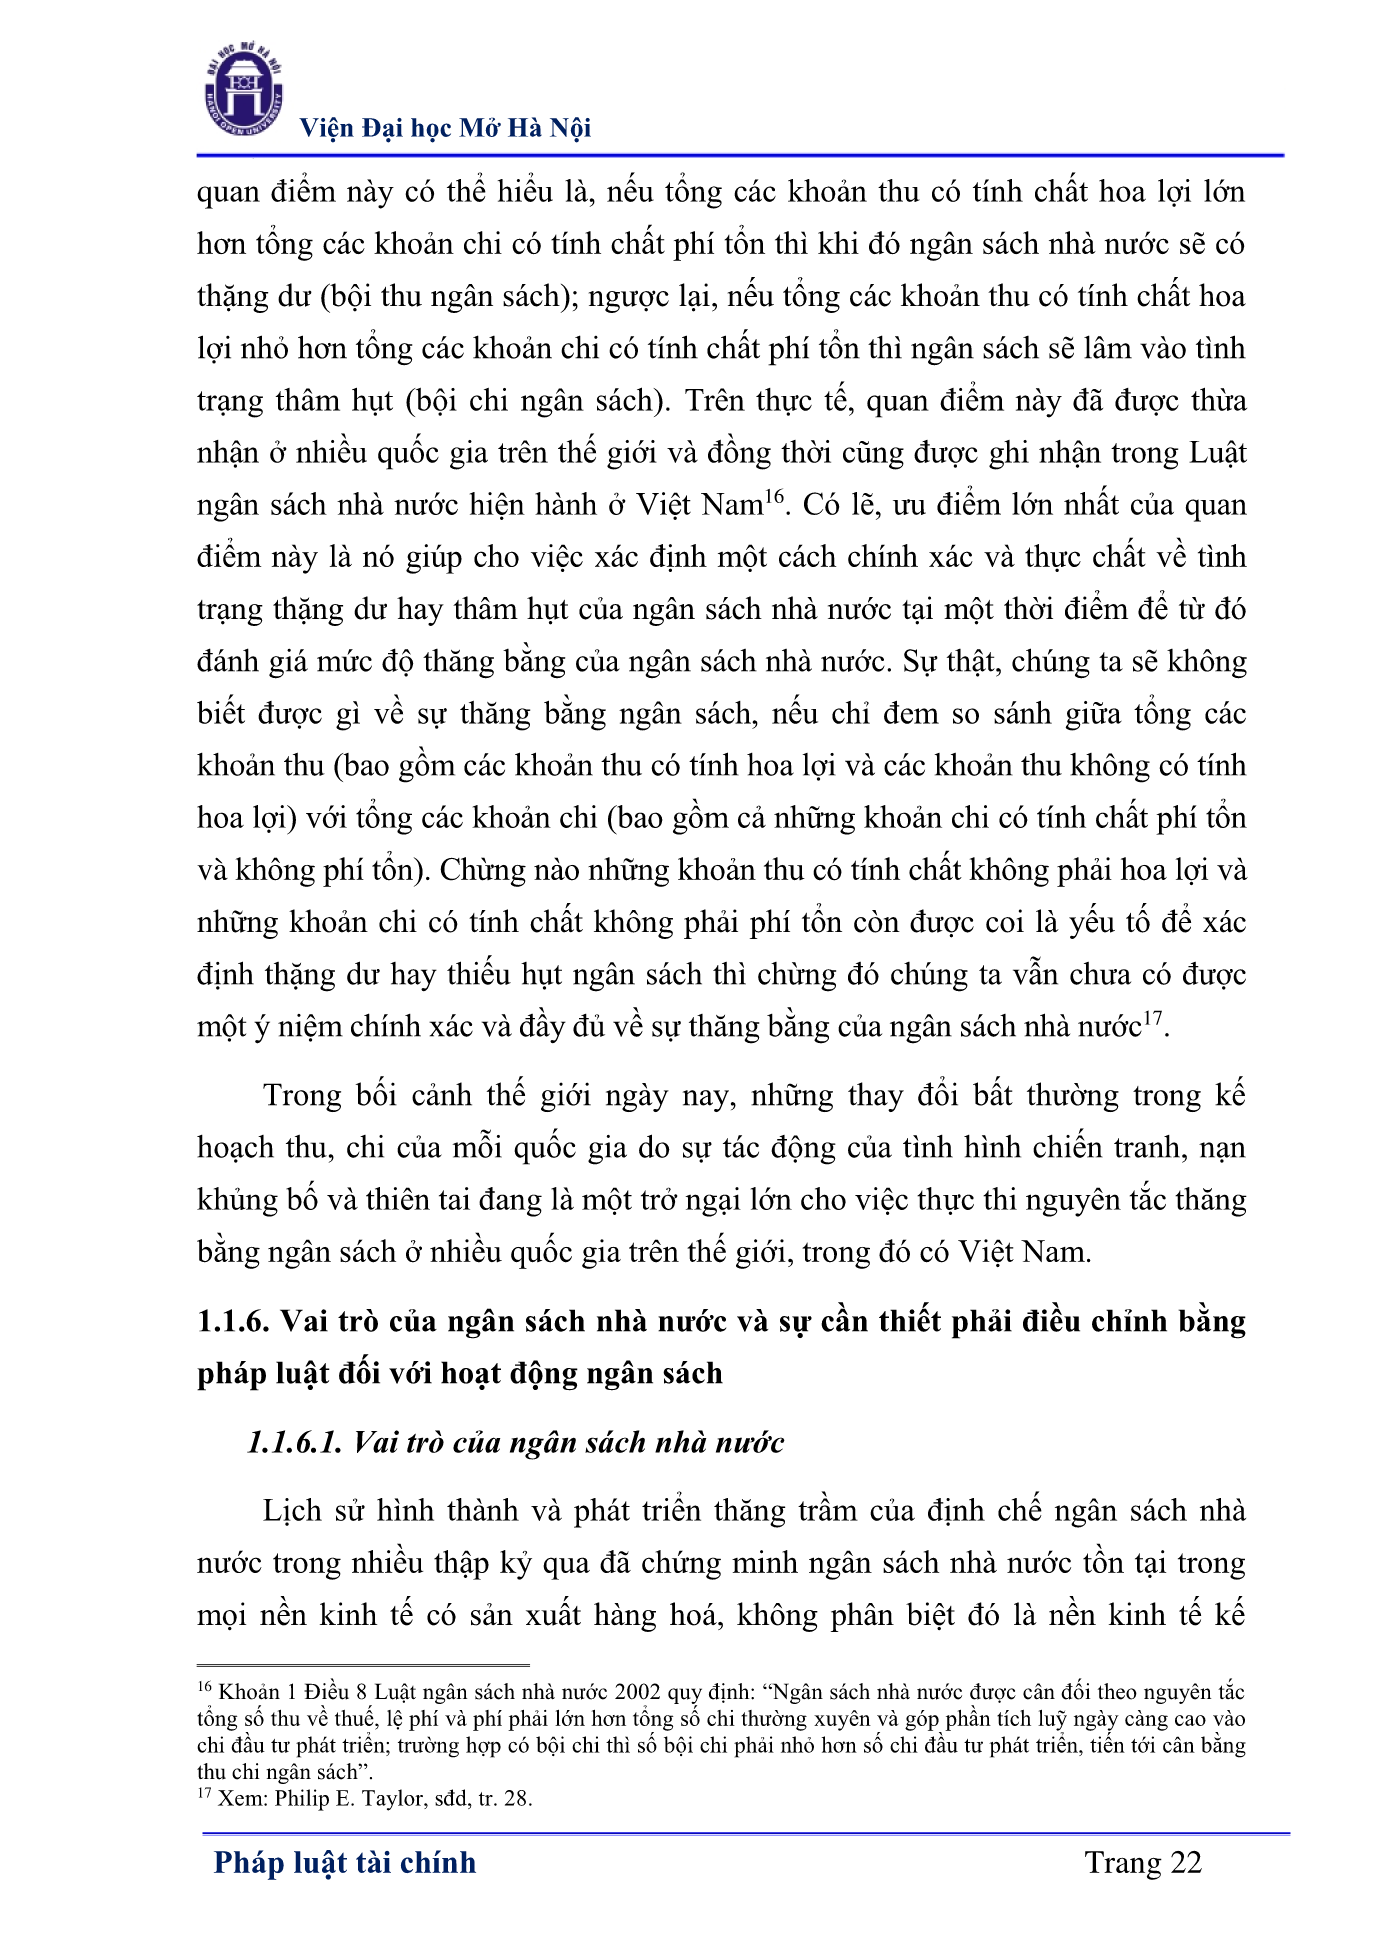 ĐẠI HỌC MỞ HÀ NỘI
HANOI OPEN UNIVERSITY
Viện Đại học Mở Hà Nội
quan điểm này có thể hiểu là, nếu tổng các khoản thu có tính chất hoa lợi lớn
hơn tổng các khoản chi có tính chất phí tổn thì khi đó ngân sách nhà nước sẽ có
thặng dư (bội thu ngân sách); ngược lại, nếu tổng các khoản thu có tính chất hoa
lợi nhỏ hơn tổng các khoản chi có tính chất phí tổn thì ngân sách sẽ lâm vào tình
trạng thâm hụt (bội chi ngân sách). Trên thực tế, quan điểm này đã được thừa
nhận ở nhiều quốc gia trên thế giới và đồng thời cũng được ghi nhận trong Luật
ngân sách nhà nước hiện hành ở Việt Nam16. Có lẽ, ưu điểm lớn nhất của quan
điểm này là nó giúp cho việc xác định một cách chính xác và thực chất về tình
trạng thặng dư hay thâm hụt của ngân sách nhà nước tại một thời điểm để từ đó
đánh giá mức độ thăng bằng của ngân sách nhà nước. Sự thật, chúng ta sẽ không
biết được gì về sự thăng bằng ngân sách, nếu chỉ đem so sánh giữa tổng các
khoản thu (bao gồm các khoản thu có tính hoa lợi và các khoản thu không có tính
hoa lợi) với tổng các khoản chi (bao gồm cả những khoản chi có tính chất phí tổn
và không phí tổn). Chừng nào những khoản thu có tính chất không phải hoa lợi và
những khoản chi có tính chất không phải phí tổn còn được coi là yếu tố để xác
định thặng dư hay thiếu hụt ngân sách thì chừng đó chúng ta vẫn chưa có được
một ý niệm chính xác và đầy đủ về sự thăng bằng của ngân sách nhà nước17.
Trong bối cảnh thế giới ngày nay, những thay đổi bất thường trong kế
hoạch thu, chi của mỗi quốc gia do sự tác động của tình hình chiến tranh, nạn
khủng bố và thiên tai đang là một trở ngại lớn cho việc thực thi nguyên tắc thăng
bằng ngân sách ở nhiều quốc gia trên thế giới, trong đó có Việt Nam.
1.1.6. Vai trò của ngân sách nhà nước và sự cần thiết phải điều chỉnh bằng
pháp luật đối với hoạt động ngân sách
1.1.6.1. Vai trò của ngân sách nhà nước
Lịch sử hình thành và phát triển thăng trầm của định chế ngân sách nhà
nước trong nhiều thập kỷ qua đã chứng minh ngân sách nhà nước tồn tại trong
mọi nền kinh tế có sản xuất hàng hoá, không phân biệt đó là nền kinh tế kế
16 Khoản 1 Điều 8 Luật ngân sách nhà nước 2002 quy định: “Ngân sách nhà nước được cân đối theo nguyên tắc
tổng số thu về thuế, lệ phí và phí phải lớn hơn tổng số chi thường xuyên và góp phần tích luỹ ngày càng cao vào
chi đầu tư phát triển; trường hợp có bội chi thì số bội chi phải nhỏ hơn số chi đầu tư phát triển, tiến tới cân bằng
thu chi ngân sách”.
17 Xem: Philip E. Taylor, sđd, tr. 28.
Pháp luật tài chính
Trang 22